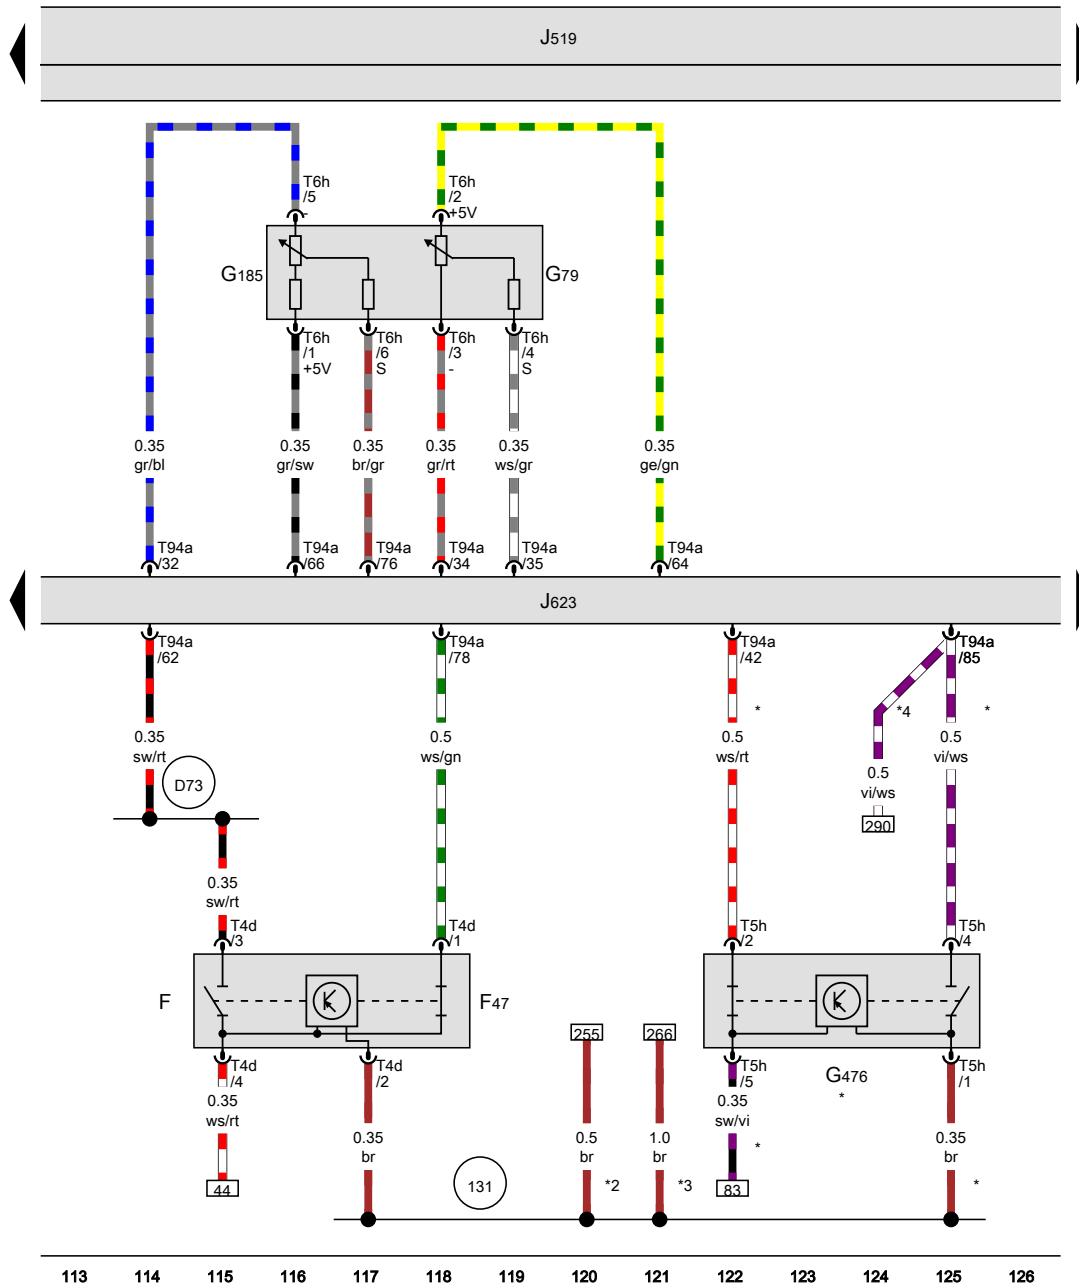 J519
T6h
/5
-
T6h
/2
+5V
G185
G79
T6h
/1
+5V
T6h
/6
S
T6h
/3
-
T6h
/4
S
0.35
gr/bl
0.35
gr/sw
0.35
br/gr
0.35
gr/rt
0.35
ws/gr
0.35
ge/gn
T94a
/32
T94a
/66
T94a
/76
T94a
/34
T94a
/35
T94a
/64
J623
T94a
/62
T94a
/78
T94a
/42
T94a
/85
*
*4
*
0.35
sw/rt
0.5
ws/gn
0.5
ws/rt
0.5
vi/ws
0.5
vi/ws
D73
290
0.35
sw/rt
T4d
/3
T4d
/1
T5h
/2
T5h
/4
F
F47
255
266
T4d
/4
T4d
/2
T5h
/5
G476
*
T5h
/1
0.35
ws/rt
0.35
sw/vi
*
0.35
br
0.5
br
1.0
br
0.35
br
44
131
*2
*3
83
*
113 114 115 116 117 118 119 120 121 122 123 124 125 126